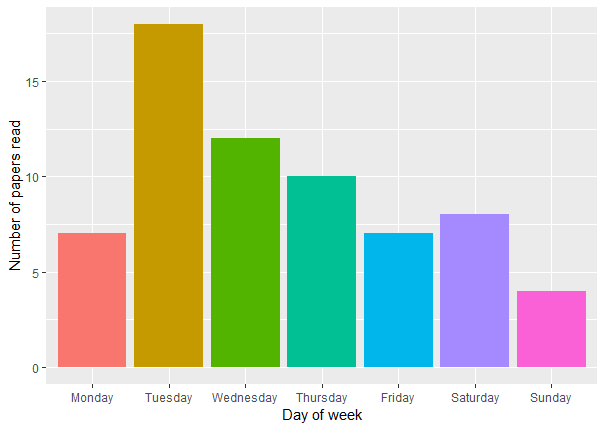 Number of papers read
15
10
5
0
Monday Tuesday Wednesday Thursday Friday Saturday Sunday
Day of week